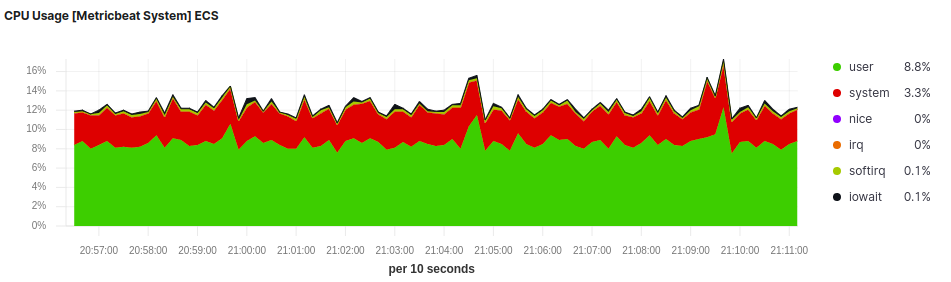 CPU Usage [Metricbeat System] ECS
16%
14%
12%
10%
8%
6%
4%
2%
0%
20:57:00 20:58:00 20:59:00 21:00:00 21:01:00 21:02:00 21:03:00 21:04:00 21:05:00 21:06:00 21:07:00 21:08:00 21:09:00 21:10:00 21:11:00
per 10 seconds
user 8.8%
system 3.3%
nice 0%
irq 0%
softirq 0.1%
iowait 0.1%